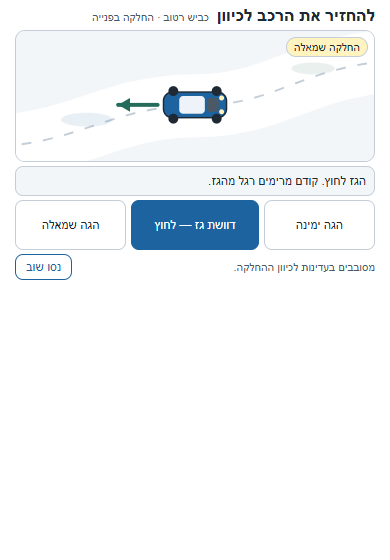 להחזיר את הרכב לכיוון כביש רטוב · החלקה בפנייה
החלקה שמאלה
הגז לחוץ. קודם מרימים רגל מהגז.
הגה ימינה
דוושת גז — לחוץ
הגה שמאלה
מסובבים בעדינות לכיוון ההחלקה.
נסו שוב